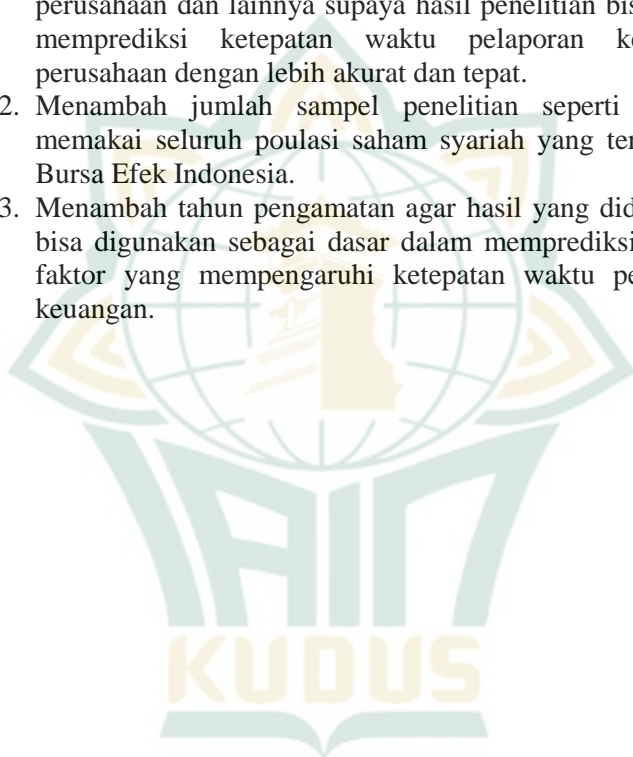 perusahaan dan lainnya supaya hasil penelitian bis
memprediksi ketepatan waktu pelaporan ke
perusahaan dengan lebih akurat dan tepat.
2. Menambah jumlah sampel penelitian seperti
memakai seluruh poulasi saham syariah yang ter
Bursa Efek Indonesia.
3. Menambah tahun pengamatan agar hasil yang did
bisa digunakan sebagai dasar dalam memprediksi
faktor yang mempengaruhi ketepatan waktu pe
keuangan.
IAIN
KUDUS